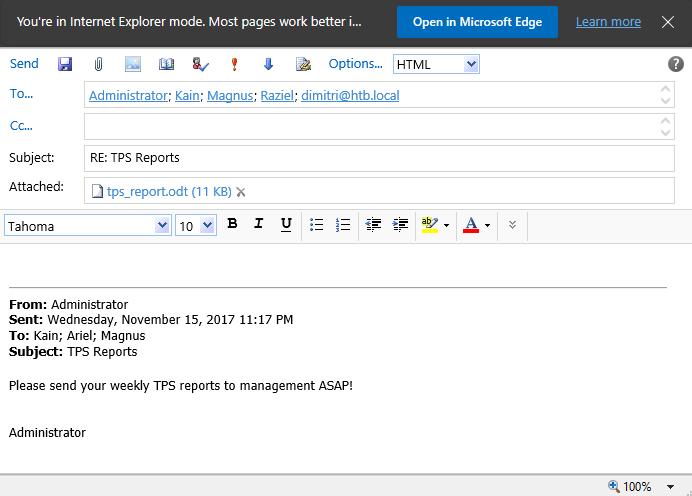 You're in Internet Explorer mode. Most pages work better i... Open in Microsoft Edge Learn more
Send Options... HTML
To... Administrator; Kain; Magnus; Raziel; dimitri@htb.local
Cc...
Subject: RE: TPS Reports
Attached: tps_report.odt (11 KB)
Tahoma 10 B I U ab A
From: Administrator
Sent: Wednesday, November 15, 2017 11:17 PM
To: Kain; Ariel; Magnus
Subject: TPS Reports
Please send your weekly TPS reports to management ASAP!
Administrator
100%